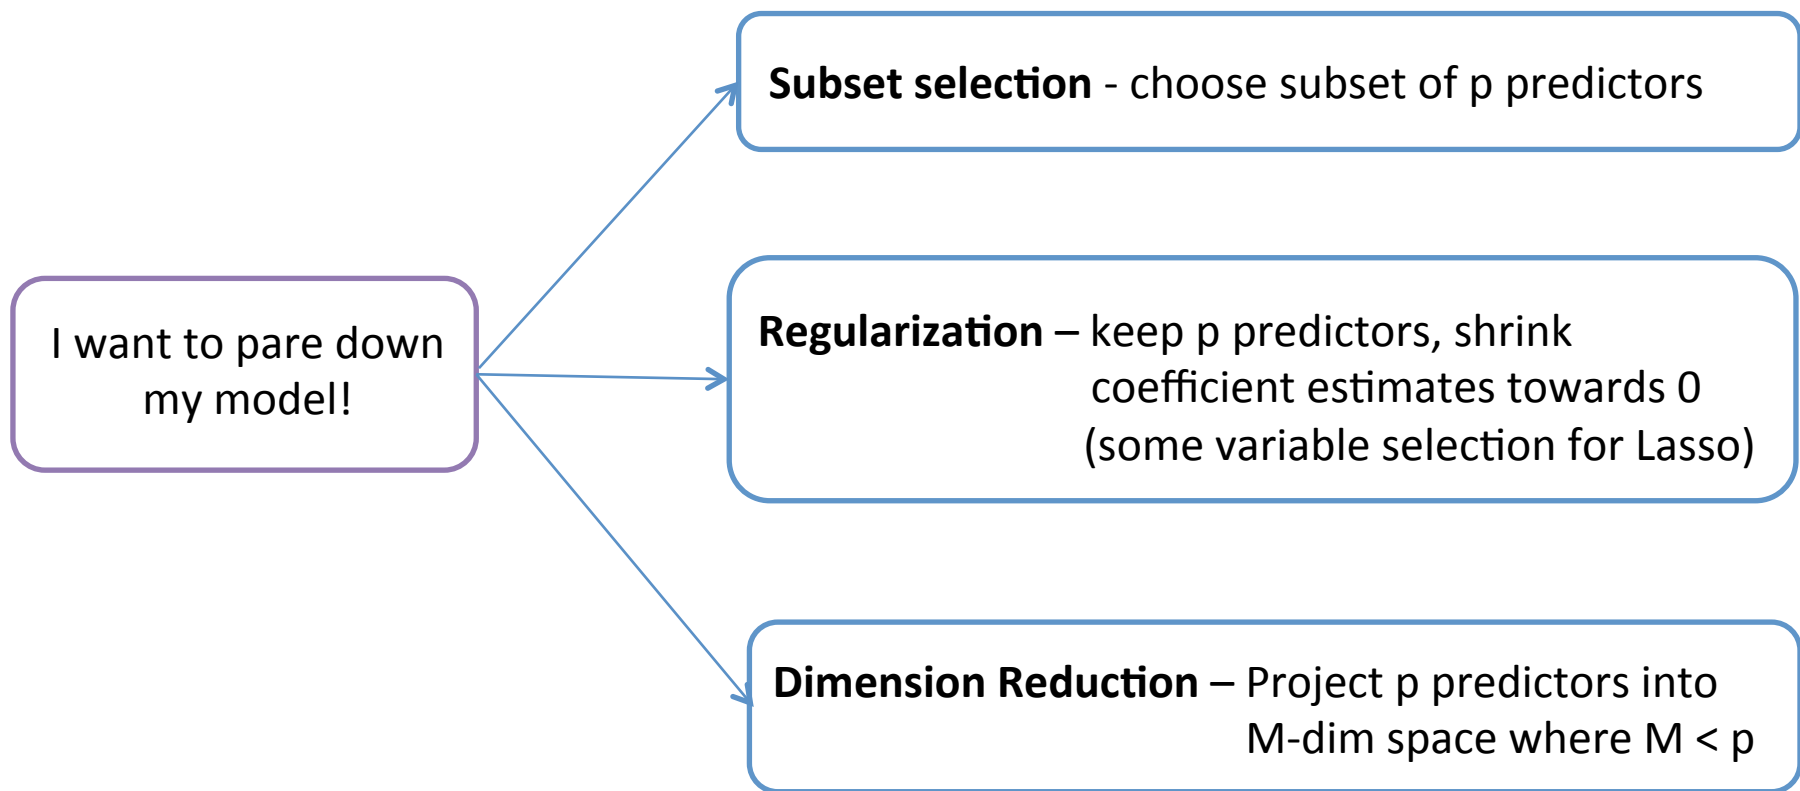 Subset selection - choose subset of p predictors
I want to pare down
my model!
Regularization – keep p predictors, shrink
coefficient estimates towards 0
(some variable selection for Lasso)
Dimension Reduction – Project p predictors into
M-dim space where M < p